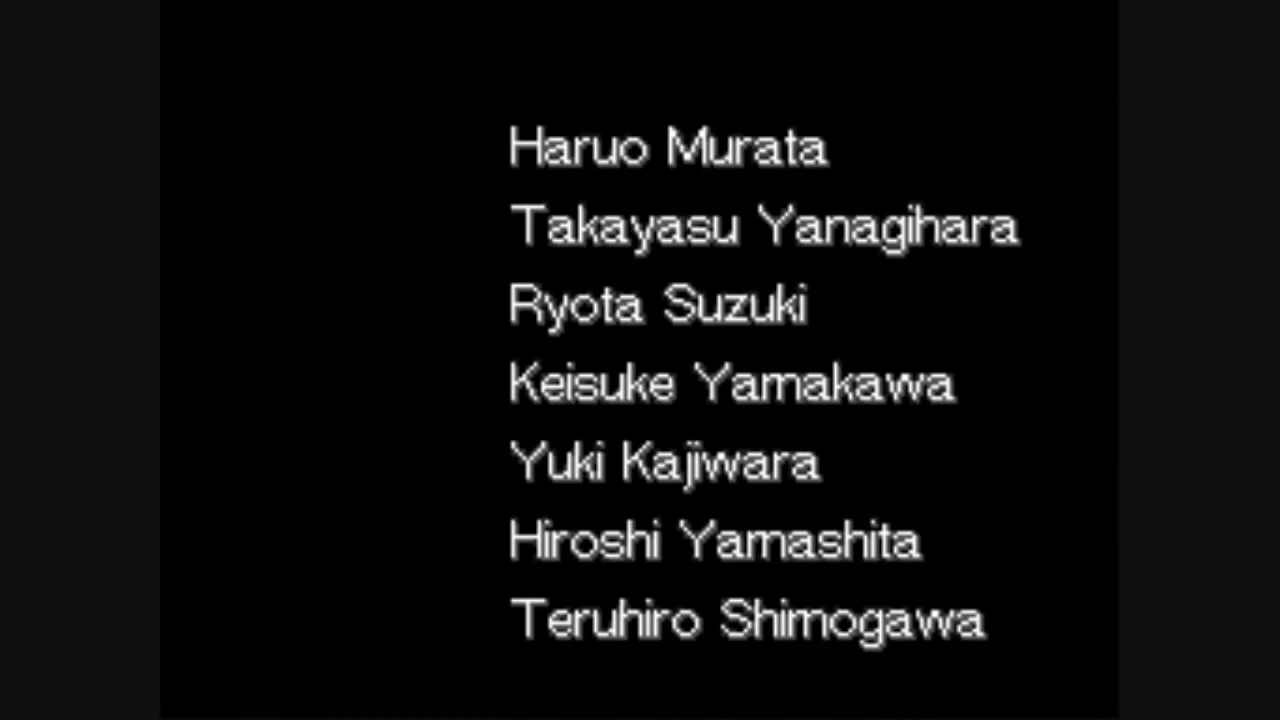 Haruo Murata
Takayasu Yanagihara
Ryota Suzuki
Keisuke Yamakawa
Yuki Kajiwara
Hiroshi Yamashita
Teruhiro Shimogawa